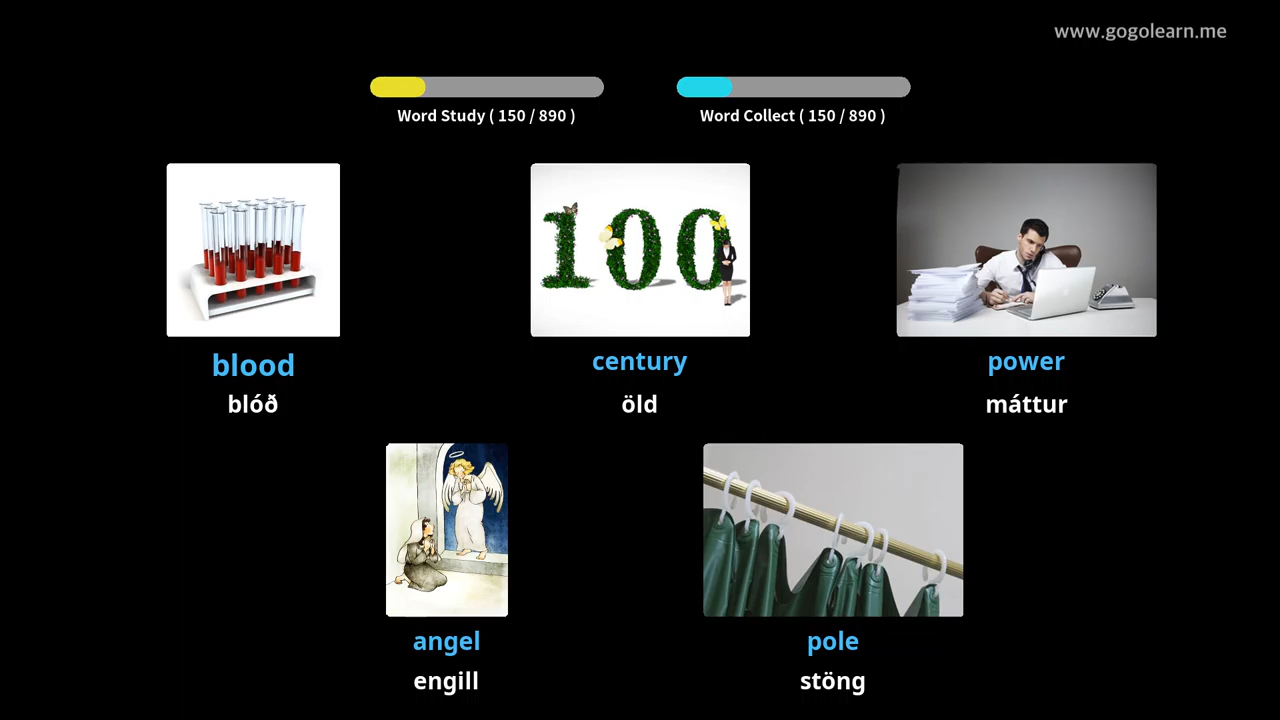 www.gogolearn.me
Word Study ( 150 / 890 )
Word Collect ( 150 / 890 )
100
blood
blóð
century
öld
power
máttur
angel
engill
pole
stöng